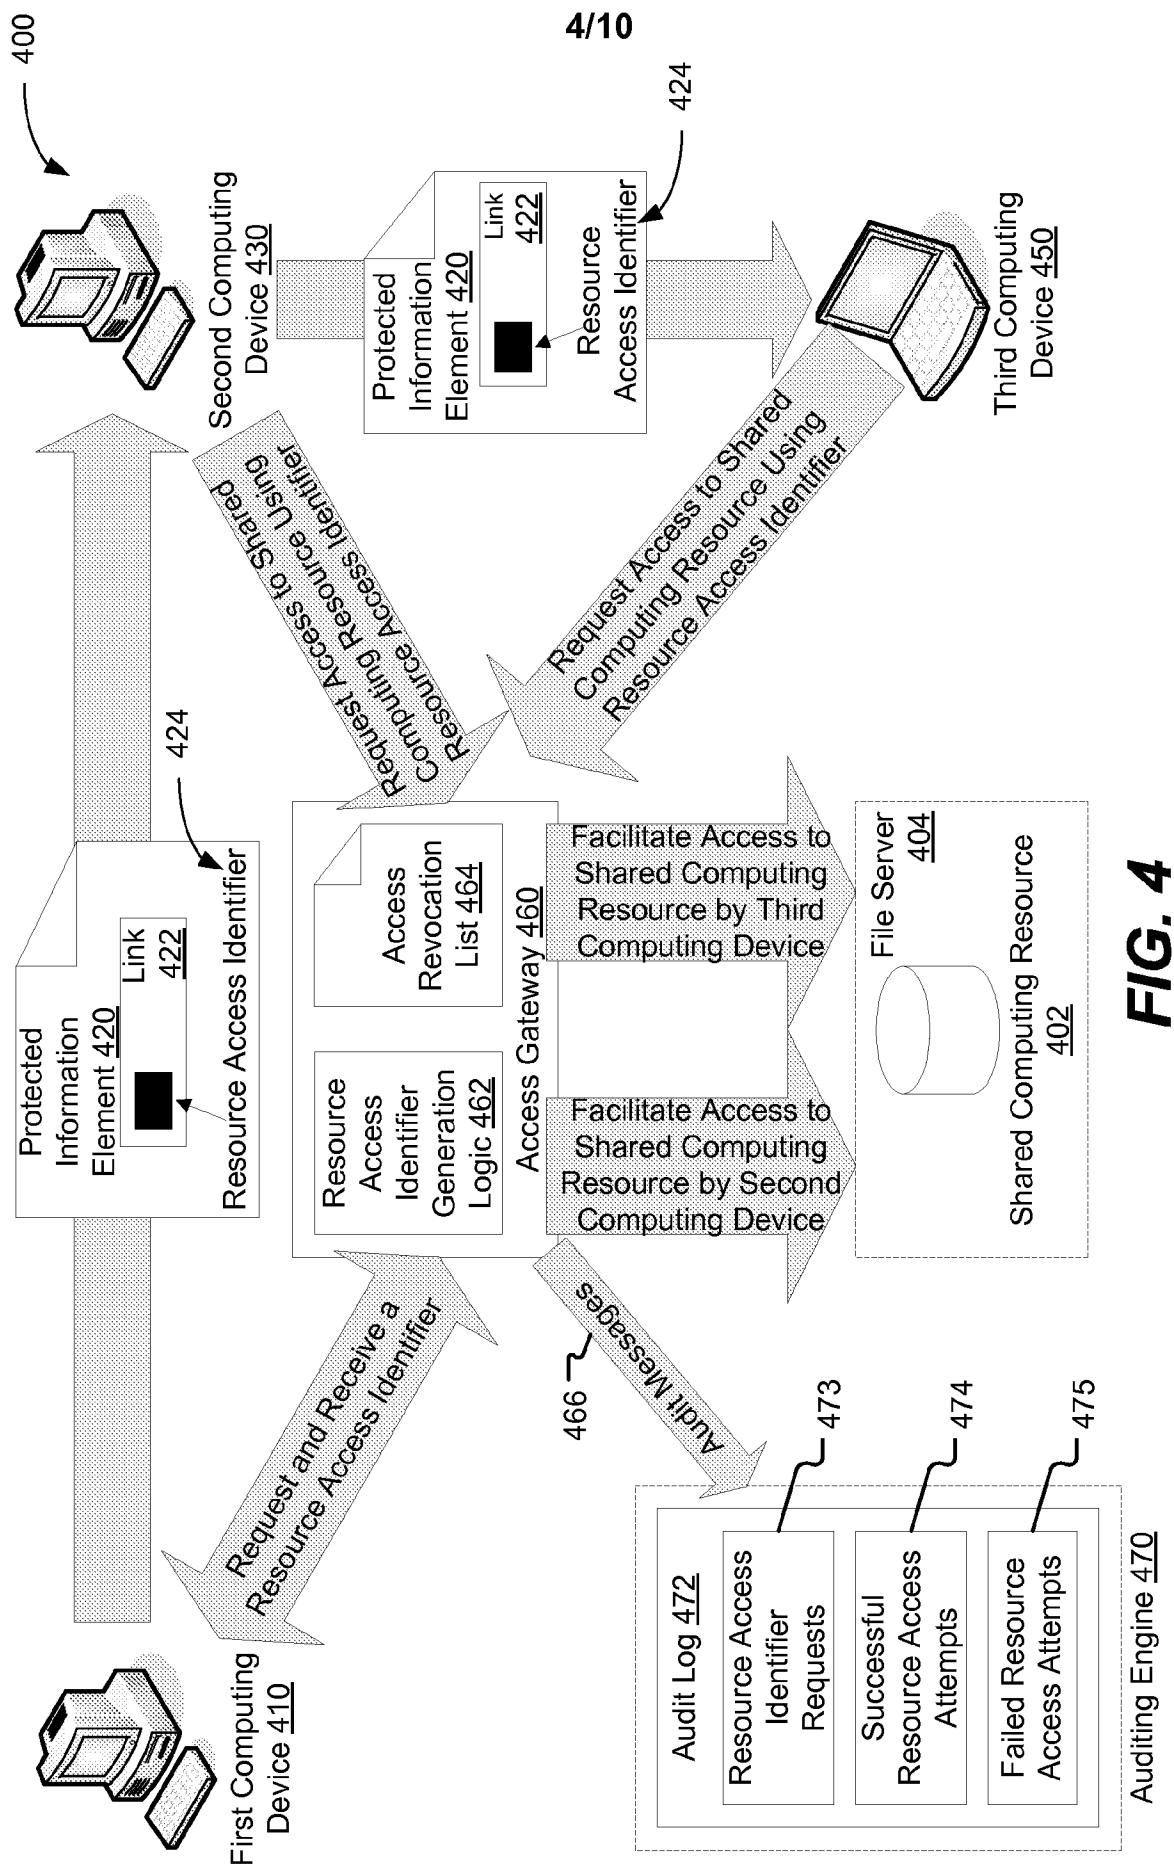 4/10
400
First Computing
Device 410
Protected
Information
Element 420
Link
422
Resource Access Identifier
424
Second Computing
Device 430
Request and Receive a
Resource Access Identifier
Resource
Access
Identifier
Generation
Logic 462
Access
Revocation
List 464
Access Gateway 460
Request Access to Shared
Computing Resource Using
Resource Access Identifier
Protected
Information
Element 420
Link
422
Resource
Access Identifier
424
Audit Messages
466
Facilitate Access to
Shared Computing
Resource by Second
Computing Device
Facilitate Access to
Shared Computing
Resource by Third
Computing Device
Request Access to Shared
Computing Resource Using
Resource Access Identifier
Third Computing
Device 450
Audit Log 472
Resource Access
Identifier
Requests
473
Successful
Resource Access
Attempts
474
Failed Resource
Access Attempts
475
Auditing Engine 470
File Server
404
Shared Computing Resource
402
FIG. 4